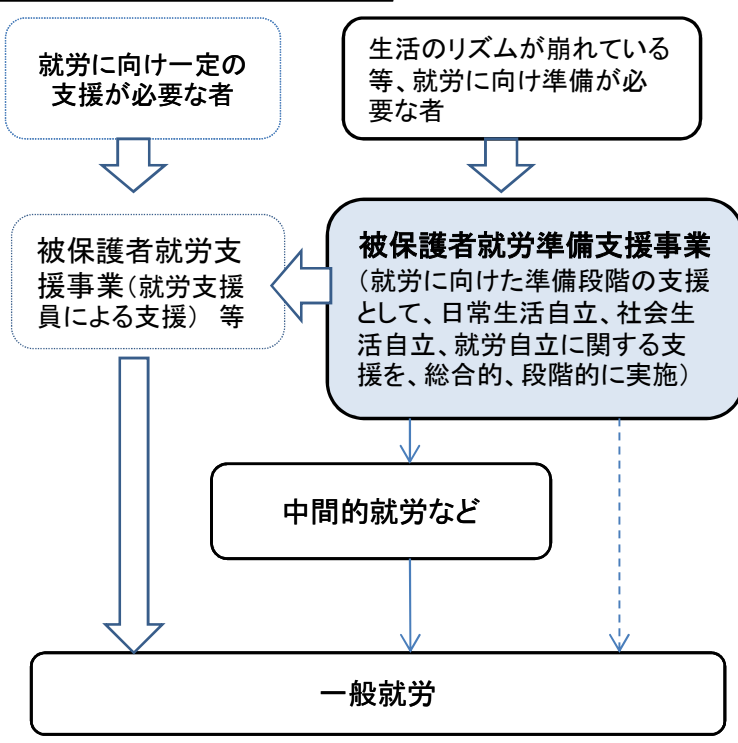 就労に向け一定の
支援が必要な者
生活のリズムが崩れている
等、就労に向け準備が必
要な者
被保護者就労支
援事業（就労支援
員による支援） 等
被保護者就労準備支援事業
（就労に向けた準備段階の支援
として、日常生活自立、社会生
活自立、就労自立に関する支
援を、総合的、段階的に実施）
中間的就労など
一般就労